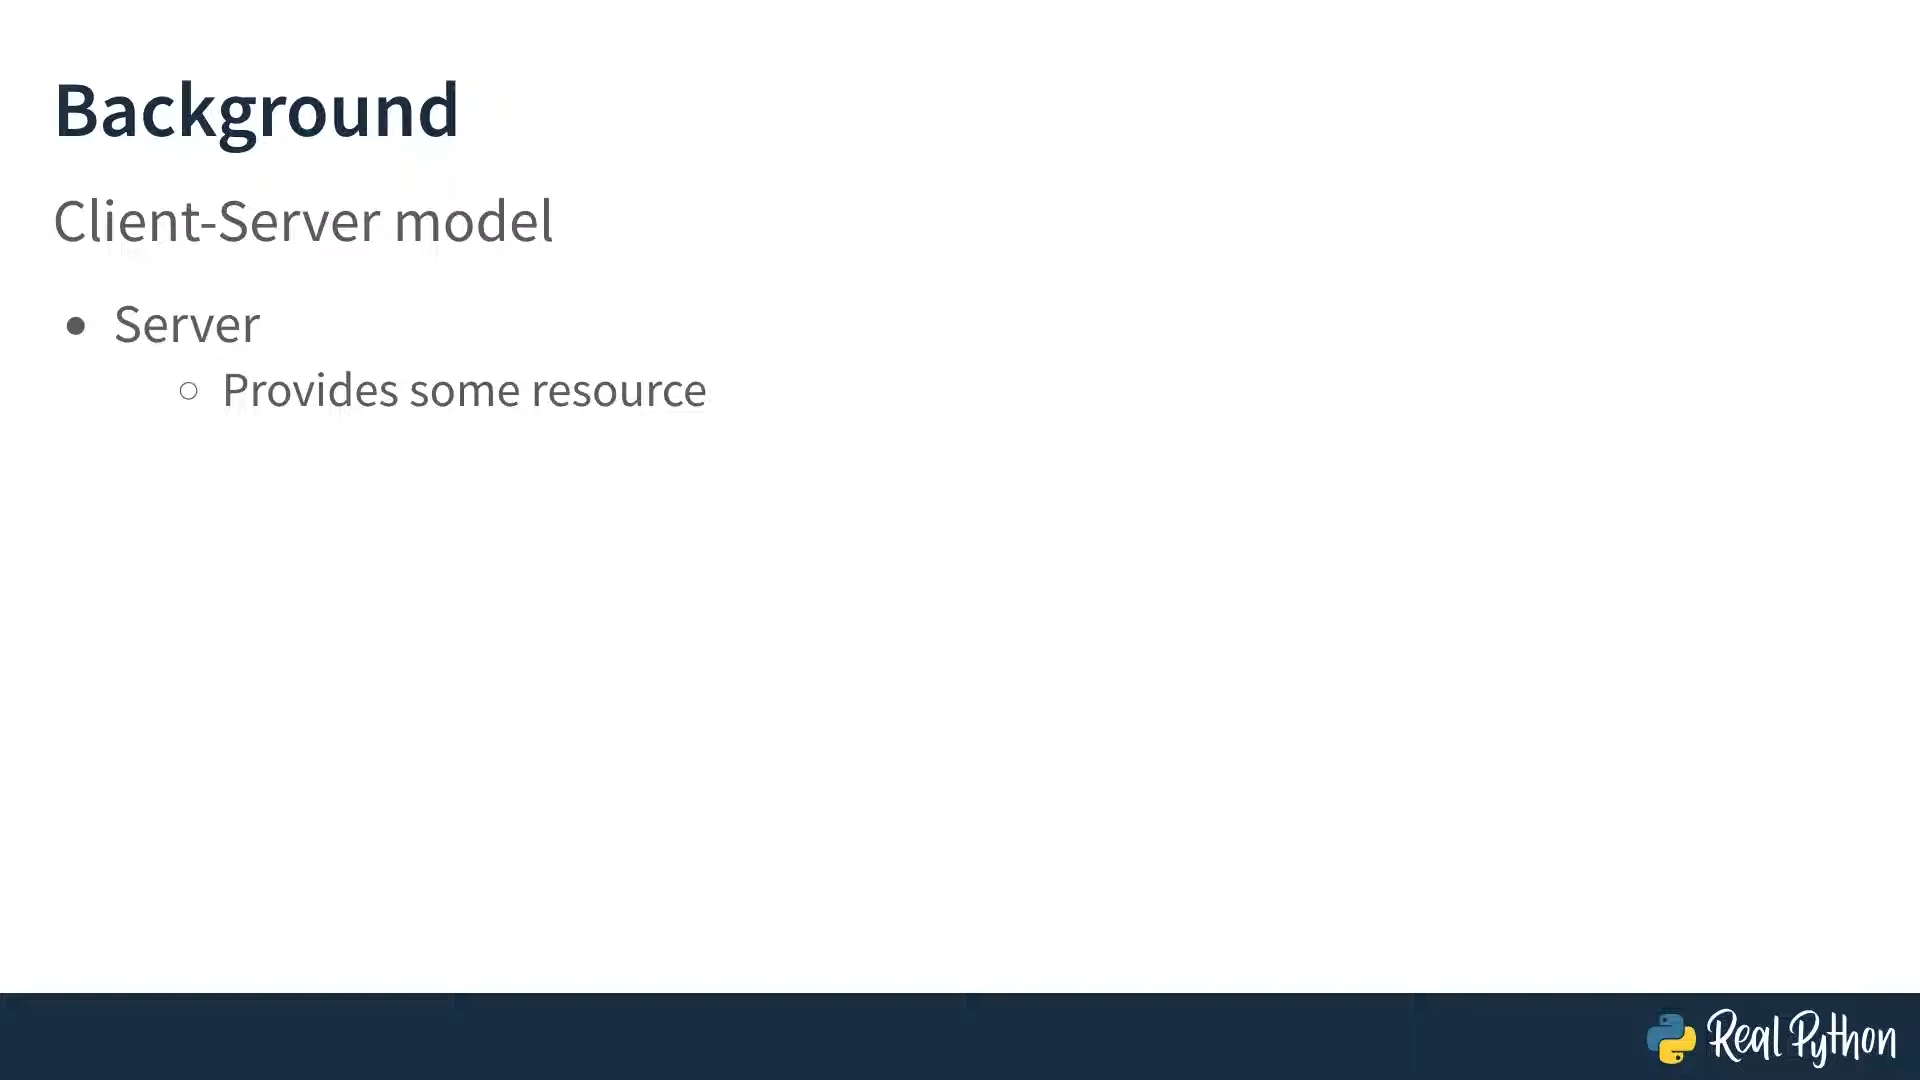 Background
Client-Server model
Server
Provides some resource
Real Python